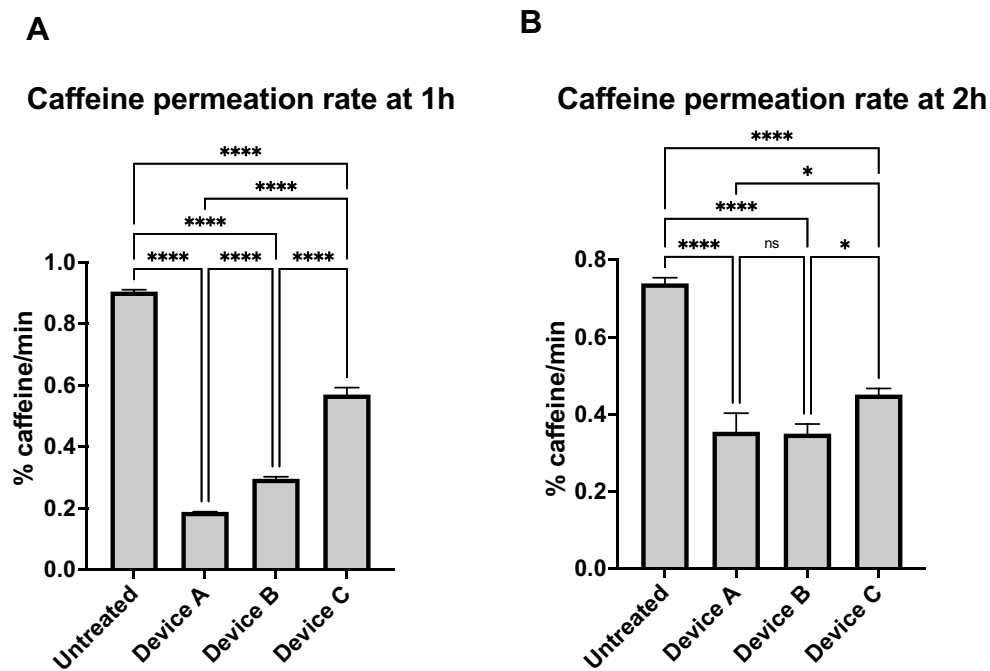 A
Caffeine permeation rate at 1h
****
****
****
**** **** ****
1.0
0.8
0.6
0.4
0.2
0.0
% caffeine/min
Untreated
Device A
Device B
Device C
B
Caffeine permeation rate at 2h
****
*
****
**** ns *
0.8
0.6
0.4
0.2
0.0
% caffeine/min
Untreated
Device A
Device B
Device C